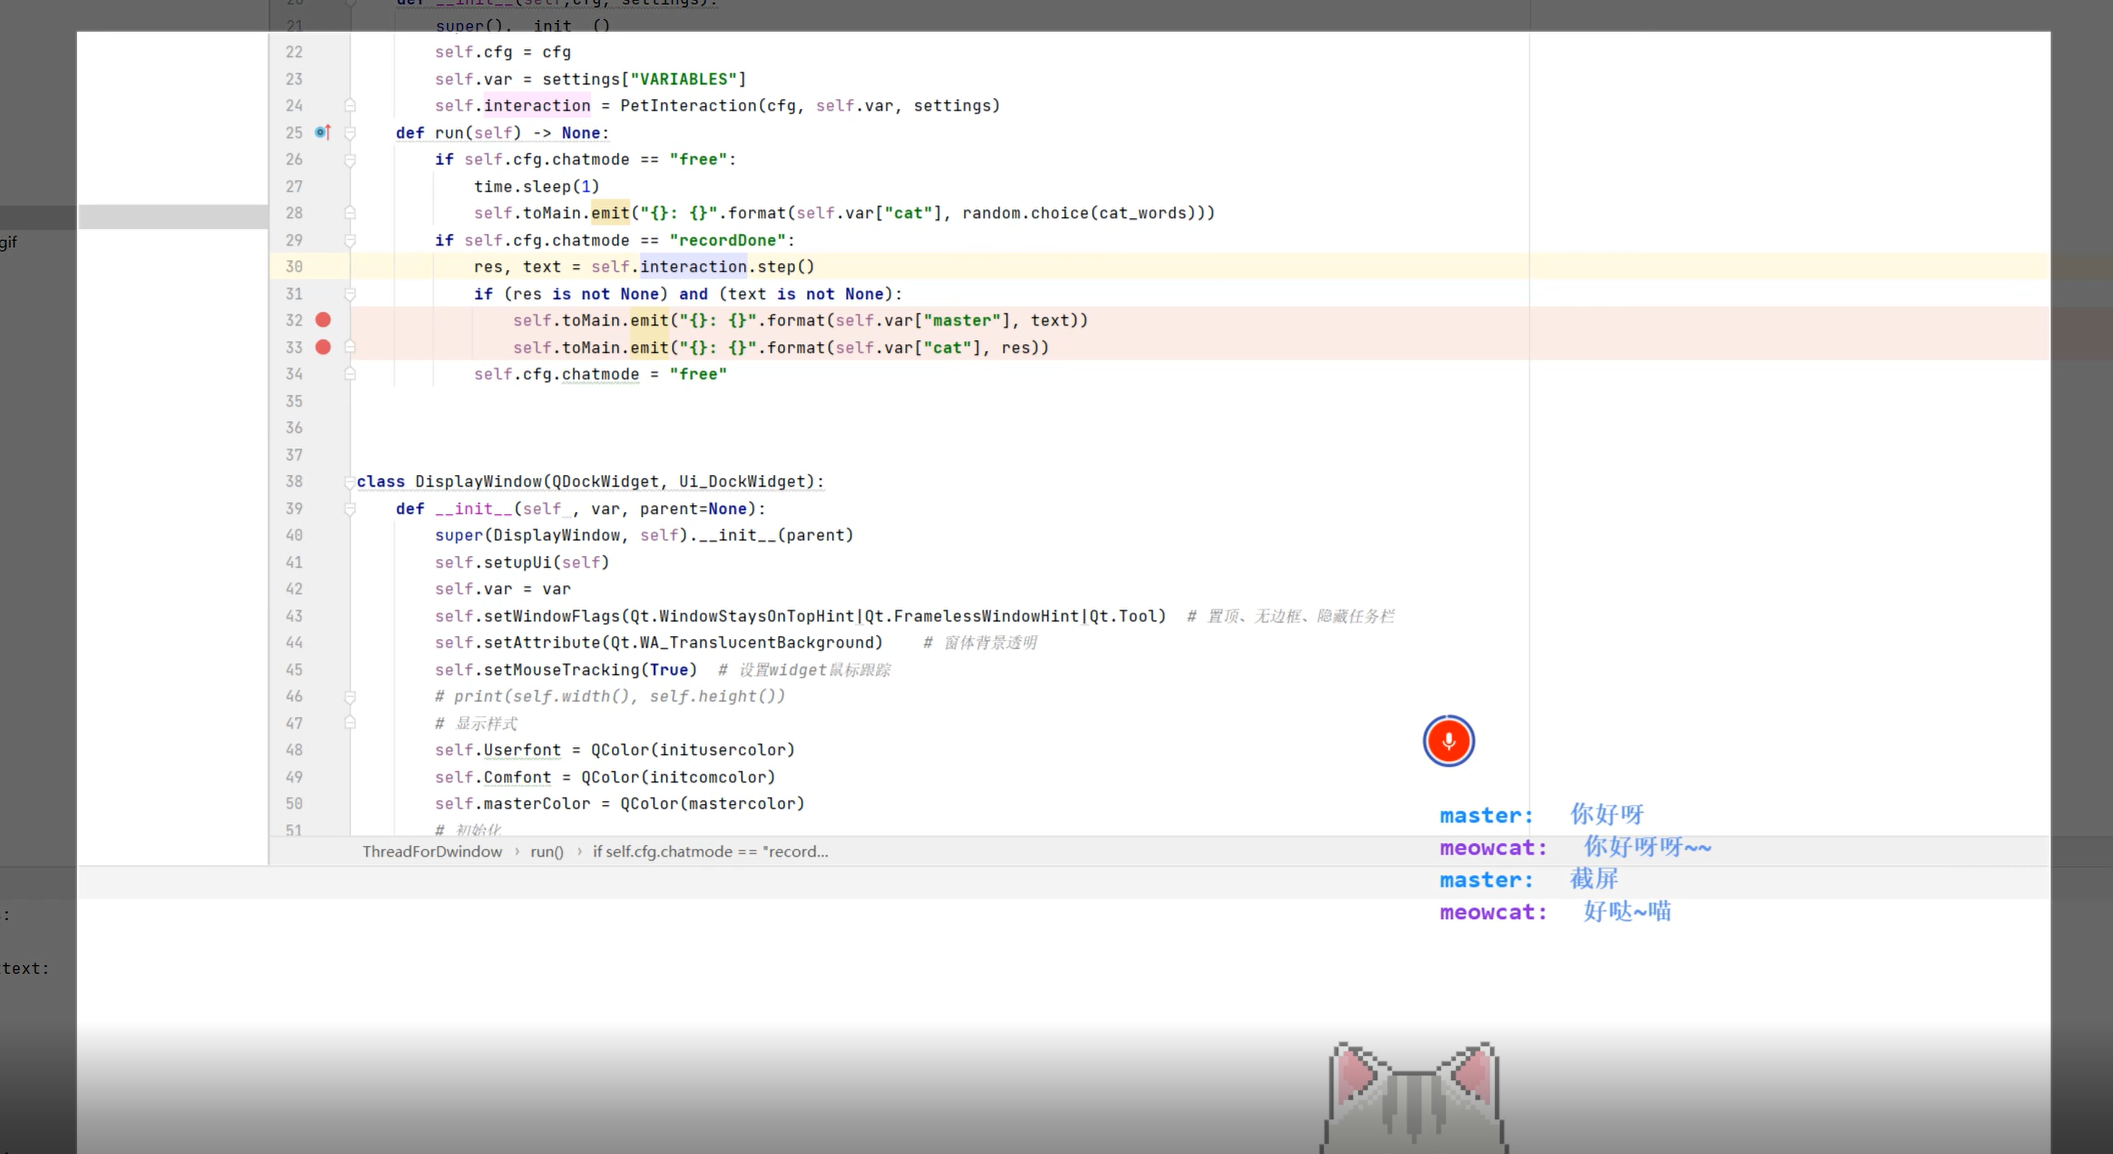 20 def __init__(self,cfg, settings):
21 super().__init__()
22 self.cfg = cfg
23 self.var = settings["VARIABLES"]
24 self.interaction = PetInteraction(cfg, self.var, settings)
25 def run(self) -> None:
26 if self.cfg.chatmode == "free":
27 time.sleep(1)
28 self.toMain.emit("{}: {}".format(self.var["cat"], random.choice(cat_words)))
gif
29 if self.cfg.chatmode == "recordDone":
30 res, text = self.interaction.step()
31 if (res is not None) and (text is not None):
32 self.toMain.emit("{}: {}".format(self.var["master"], text))
33 self.toMain.emit("{}: {}".format(self.var["cat"], res))
34 self.cfg.chatmode = "free"
35
36
37
38 class DisplayWindow(QDockWidget, Ui_DockWidget):
39 def __init__(self_, var, parent=None):
40 super(DisplayWindow, self).__init__(parent)
41 self.setupUi(self)
42 self.var = var
43 self.setWindowFlags(Qt.WindowStaysOnTopHint|Qt.FramelessWindowHint|Qt.Tool) # 置顶、无边框、隐藏任务栏
44 self.setAttribute(Qt.WA_TranslucentBackground) # 窗体背景透明
45 self.setMouseTracking(True) # 设置widget鼠标跟踪
46 # print(self.width(), self.height())
47 # 显示样式
48 self.Userfont = QColor(initusercolor)
49 self.Comfont = QColor(initcomcolor)
50 self.masterColor = QColor(mastercolor)
51 # 初始化
ThreadForDwindow › run() › if self.cfg.chatmode == "record...
master: 你好呀
meowcat: 你好呀呀~~
master: 截屏
meowcat: 好哒~喵
:
text: